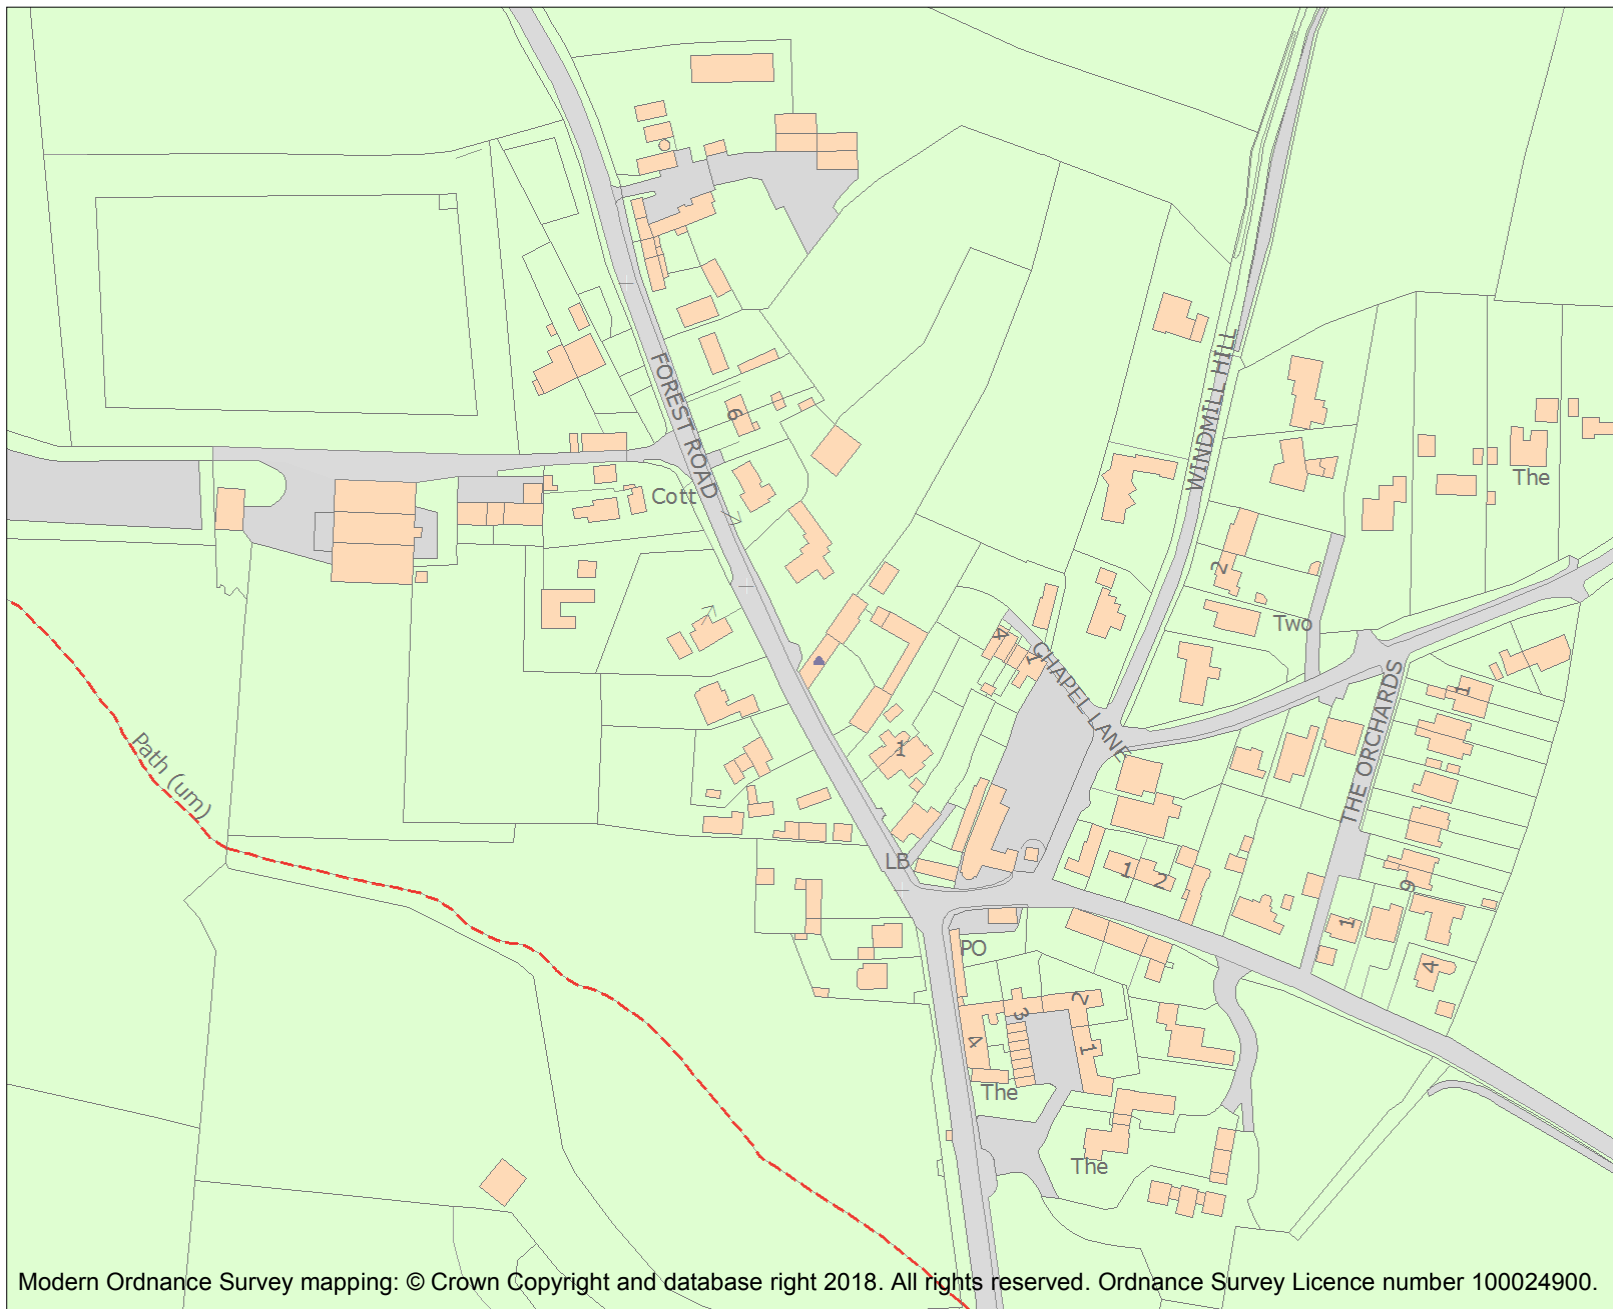 FOREST ROAD
WINDMILL HILL
6
Cott
The
2
Two
4
1
CHAPEL LANE
1
THE ORCHARDS
1
Path (um)
LB
1
2
9
1
PO
4
2
3
4
1
The
The
Modern Ordnance Survey mapping: © Crown Copyright and database right 2018. All rights reserved. Ordnance Survey Licence number 100024900.